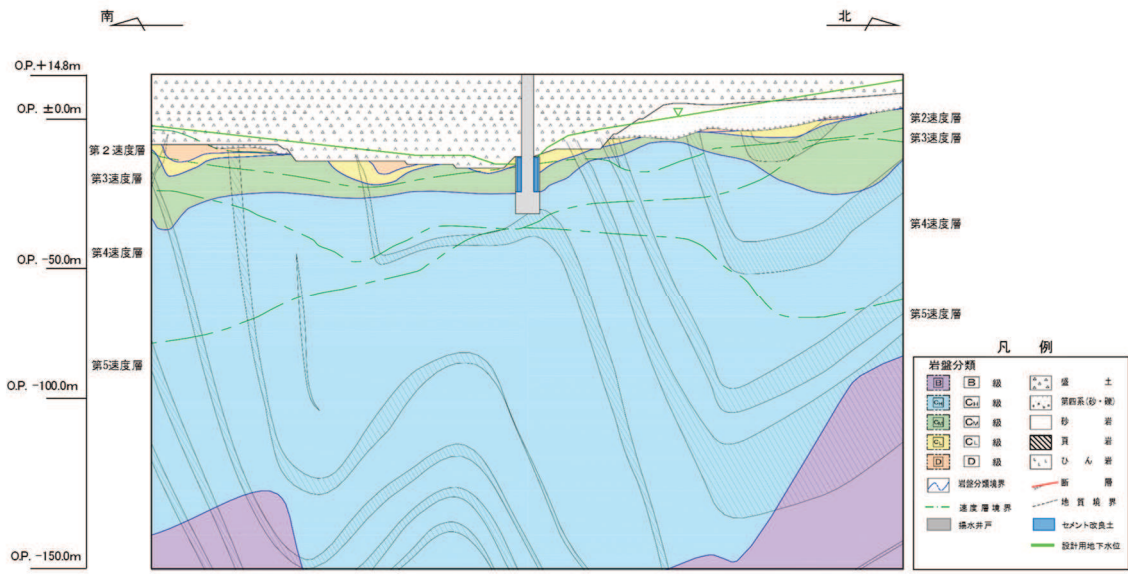 南
北
O.P.+14.8m
O.P. ±0.0m
O.P. -50.0m
O.P. -100.0m
O.P. -150.0m
第2速度層
第3速度層
第4速度層
第5速度層
第2速度層
第3速度層
第4速度層
第5速度層
凡 例
岩盤分類
B B 級
CH CH 級
CM CM 級
CL CL 級
D D 級
岩盤分類境界
速度層境界
揚水井戸
盛 土
第四系(砂・礫)
砂 岩
頁 岩
ひ ん 岩
断 層
地質境界
セメント改良土
設計用地下水位